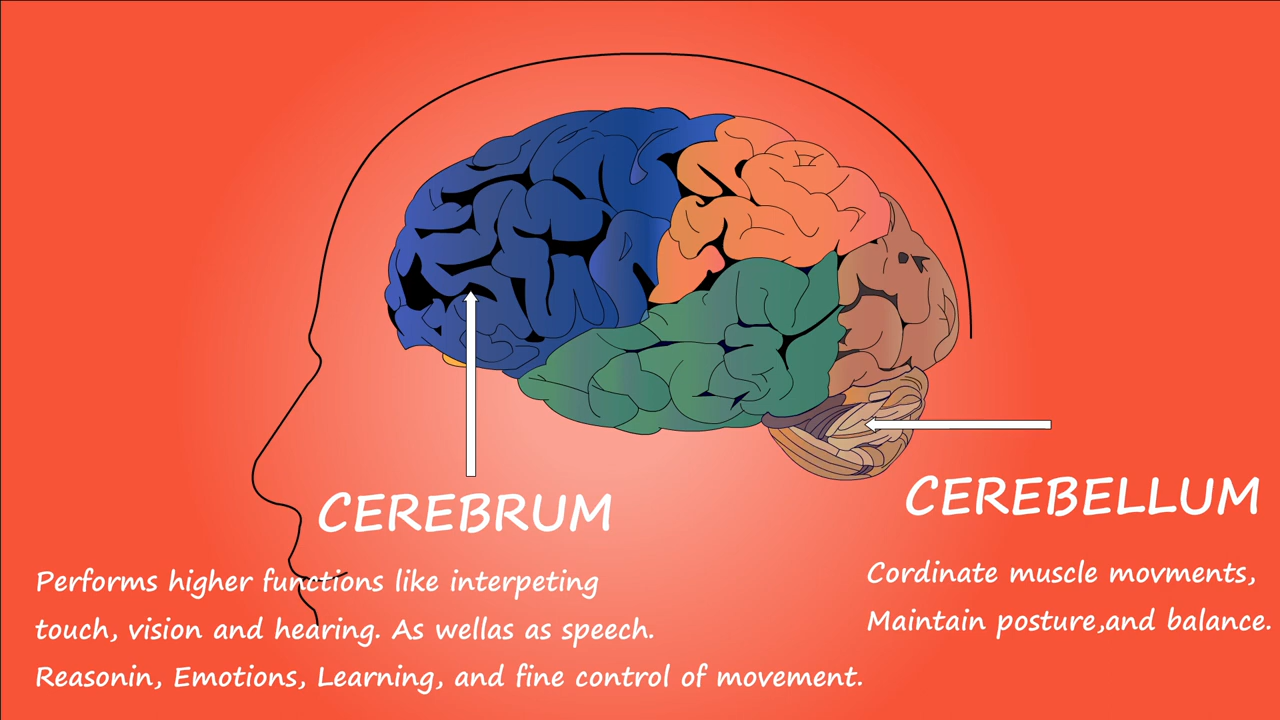 CEREBRUM
Performs higher functions like interpeting
touch, vision and hearing. As wellas as speech.
Reasonin, Emotions, Learning, and fine control of movement.
CEREBELLUM
Cordinate muscle movments,
Maintain posture,and balance.